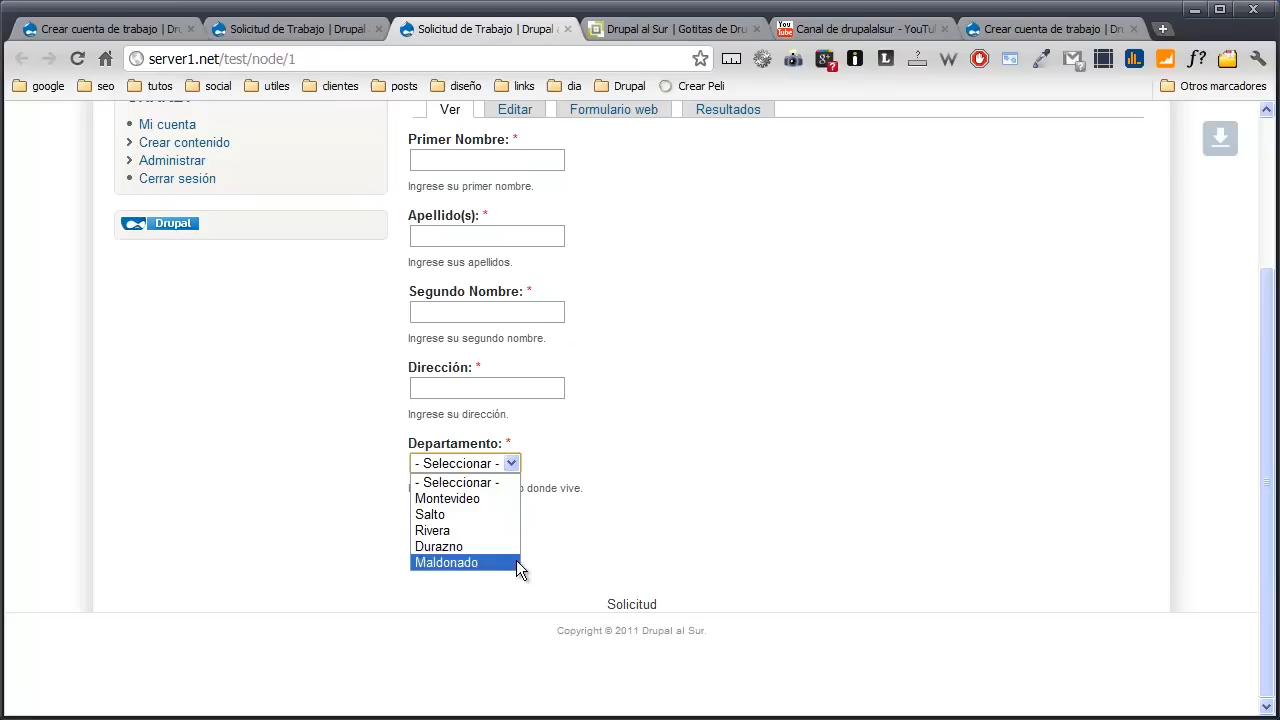 Crear cuenta de trabajo | Dru
Solicitud de Trabajo | Drupal
Solicitud de Trabajo | Drupal a
Drupal al Sur | Gotitas de Dru
Canal de drupalalsur - YouTu
Crear cuenta de trabajo | Dr
server1.net/test/node/1
google
seo
tutos
social
utiles
clientes
posts
diseño
links
dia
Drupal
Crear Peli
Otros marcadores
Mi cuenta
Crear contenido
Administrar
Cerrar sesión
Drupal
Ver
Editar
Formulario web
Resultados
Primer Nombre: *
Ingrese su primer nombre.
Apellido(s): *
Ingrese sus apellidos.
Segundo Nombre: *
Ingrese su segundo nombre.
Dirección: *
Ingrese su dirección.
Departamento: *
- Seleccionar -
- Seleccionar -
donde vive.
Montevideo
Salto
Rivera
Durazno
Maldonado
Solicitud
Copyright © 2011 Drupal al Sur.